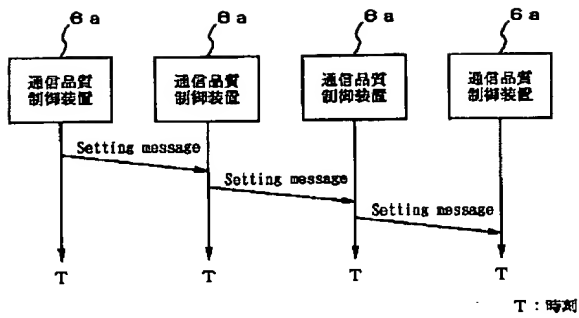 6a 6a 6a 6a
通信品質 通信品質 通信品質 通信品質
制御装置 制御装置 制御装置 制御装置
Setting message
Setting message
Setting message
T T T T
T:時刻